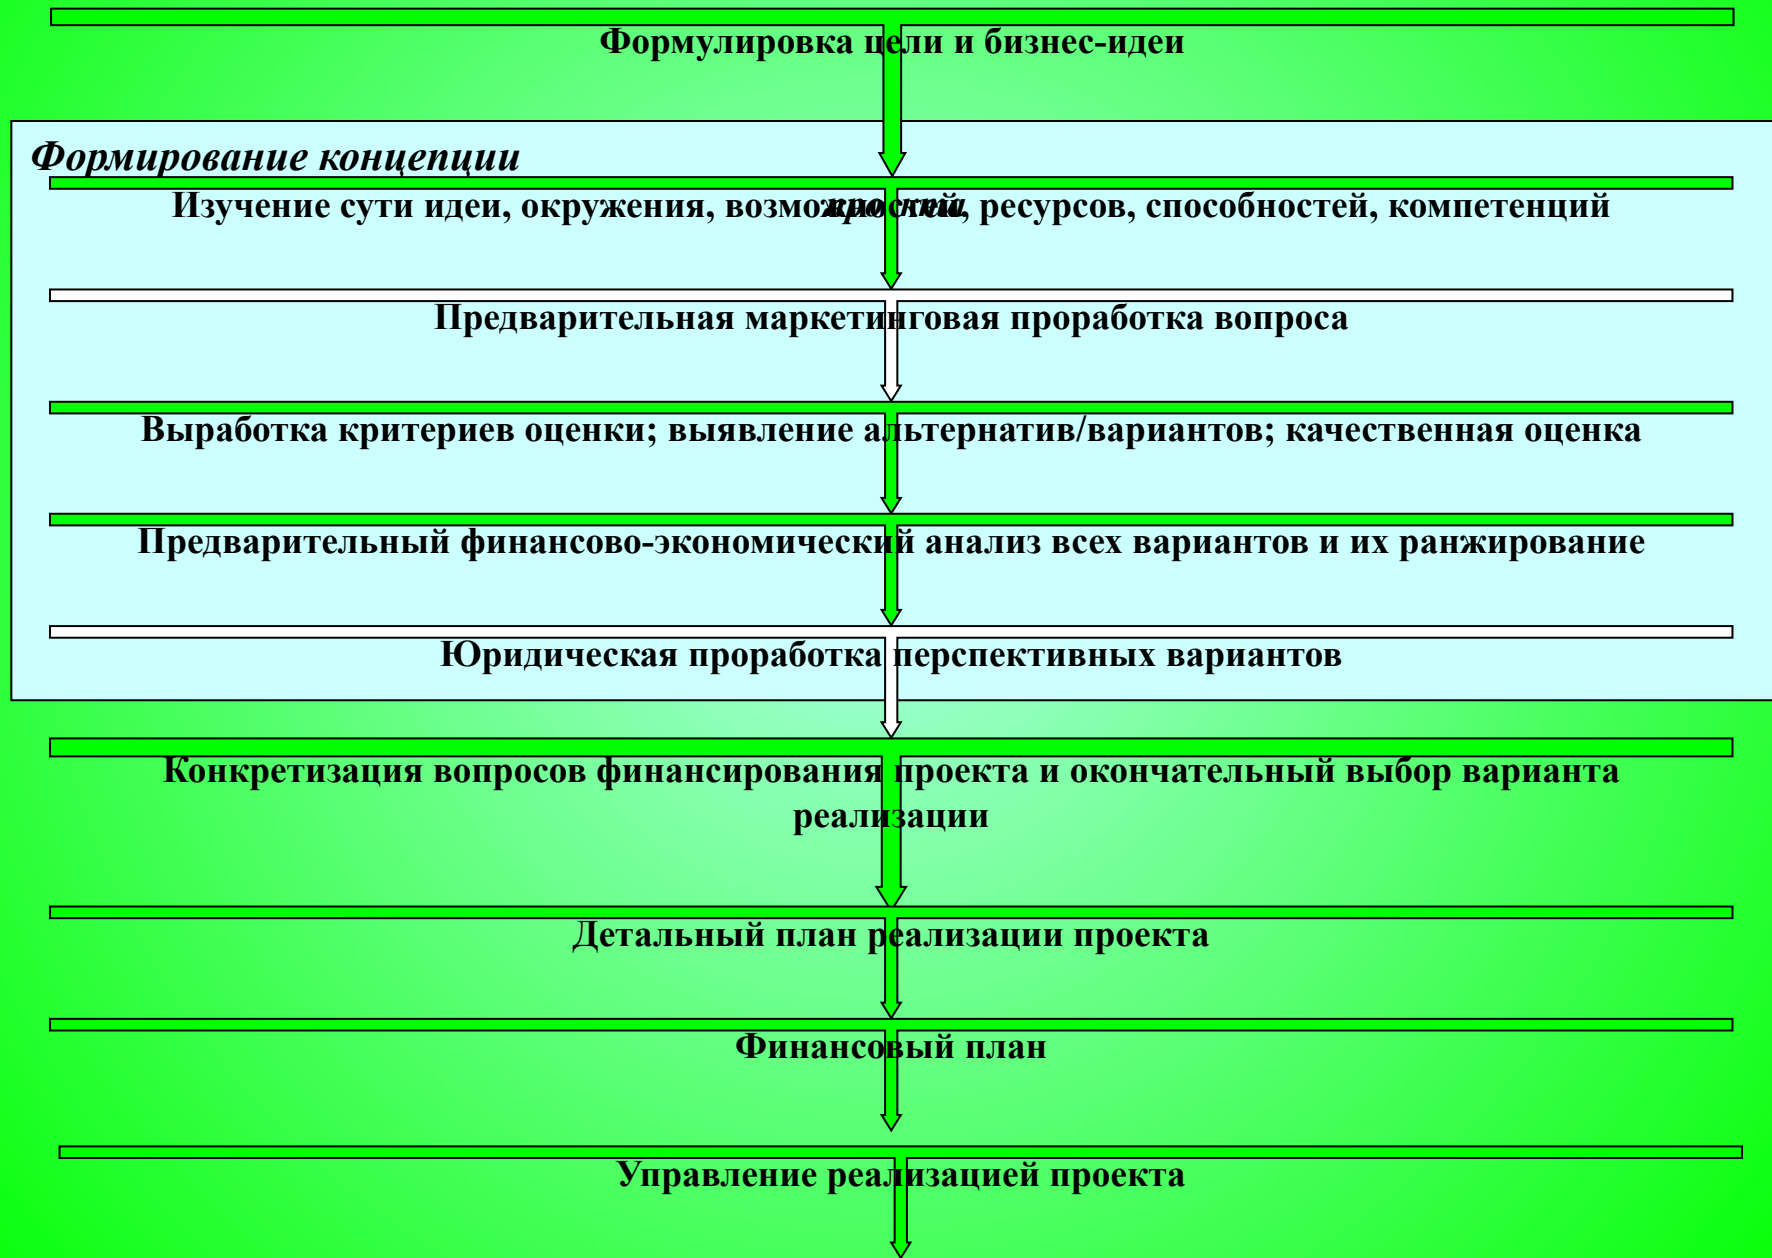 Формулировка цели и бизнес-идеи
Формирование концепции
проекта
Изучение сути идеи, окружения, возможностей, ресурсов, способностей, компетенций
Предварительная маркетинговая проработка вопроса
Выработка критериев оценки; выявление альтернатив/вариантов; качественная оценка
Предварительный финансово-экономический анализ всех вариантов и их ранжирование
Юридическая проработка перспективных вариантов
Конкретизация вопросов финансирования проекта и окончательный выбор варианта
реализации
Детальный план реализации проекта
Финансовый план
Управление реализацией проекта